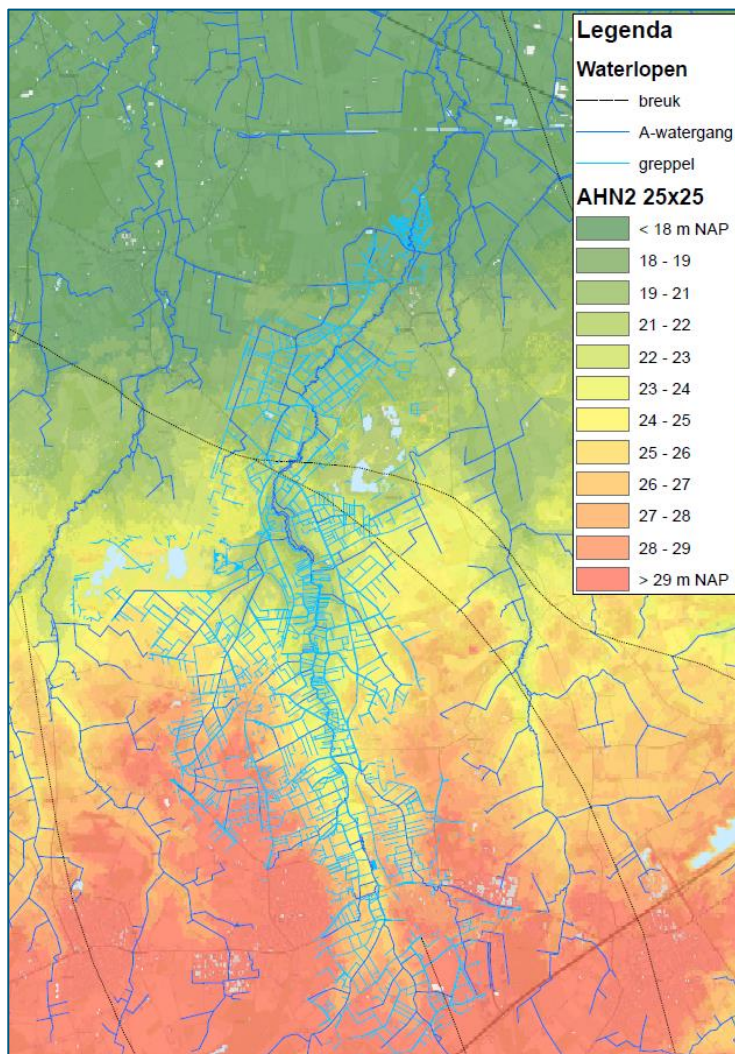 Legenda
Waterlopen
breuk
A-watergang
greppel
AHN2 25x25
< 18 m NAP
18 - 19
19 - 21
21 - 22
22 - 23
23 - 24
24 - 25
25 - 26
26 - 27
27 - 28
28 - 29
> 29 m NAP